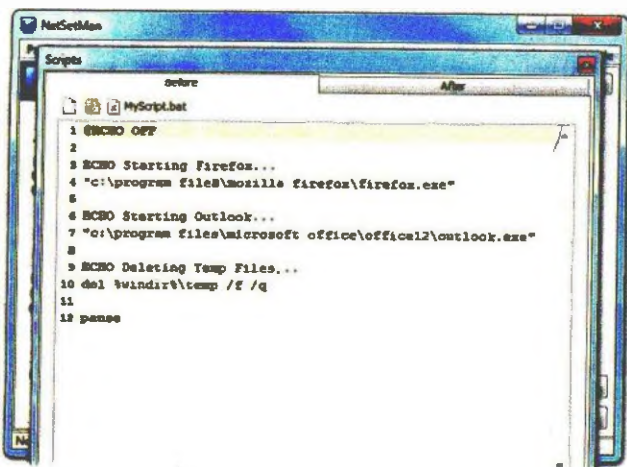 NetSetMan
Scripts
Before
After
MyScript.bat
1 @ECHO OFF
2
3 ECHO Starting Firefox...
4 "c:\program files\mozilla firefox\firefox.exe"
5
6 ECHO Starting Outlook...
7 "c:\program files\microsoft office\office12\outlook.exe"
8
9 ECHO Deleting Temp Files...
10 del %windir%\temp /f /q
11
12 pause
Ne